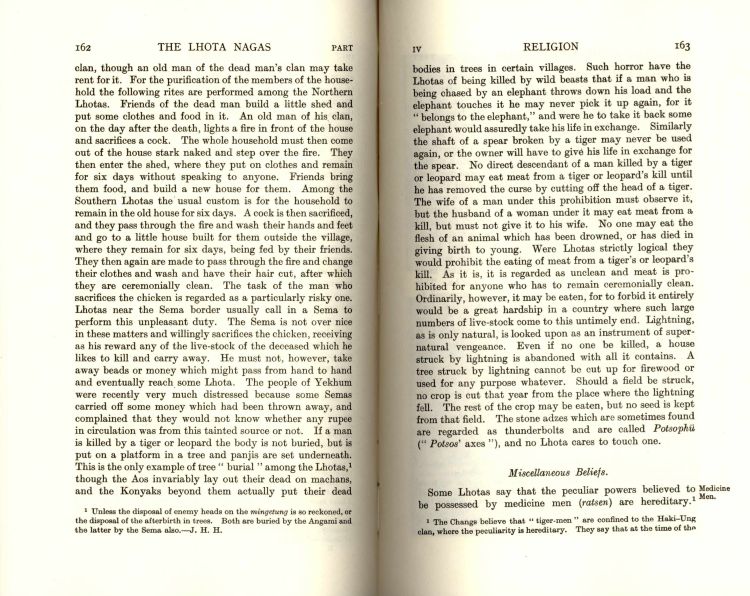 162 THE LHOTA NAGAS PART
clan, though an old man of the dead man's clan may take
rent for it. For the purification of the members of the house-
hold the following rites are performed among the Northern
Lhotas. Friends of the dead man build a little shed and
put some clothes and food in it. An old man of his clan,
on the day after the death, lights a fire in front of the house
and sacrifices a cock. The whole household must then come
out of the house stark naked and step over the fire. They
then enter the shed, where they put on clothes and remain
for six days without speaking to anyone. Friends bring
them food, and build a new house for them. Among the
Southern Lhotas the usual custom is for the household to
remain in the old house for six days. A cock is then sacrificed,
and they pass through the fire and wash their hands and feet
and go to a little house built for them outside the village,
where they remain for six days, being fed by their friends.
They then again are made to pass through the fire and change
their clothes and wash and have their hair cut, after which
they are ceremonially clean. The task of the man who
sacrifices the chicken is regarded as a particularly risky one.
Lhotas near the Sema border usually call in a Sema to
perform this unpleasant duty. The Sema is not over nice
in these matters and willingly sacrifices the chicken, receiving
as his reward any of the live-stock of the deceased which he
likes to kill and carry away. He must not, however, take
away beads or money which might pass from hand to hand
and eventually reach some Lhota. The people of Yekhum
were recently very much distressed because some Semas
carried off some money which had been thrown away, and
complained that they would not know whether any rupee
in circulation was from this tainted source or not. If a man
is killed by a tiger or leopard the body is not buried, but is
put on a platform in a tree and panjis are set underneath.
This is the only example of tree " burial " among the Lhotas,¹
though the Aos invariably lay out their dead on machans,
and the Konyaks beyond them actually put their dead
¹ Unless the disposal of enemy heads on the mingetung is so reckoned, or
the disposal of the afterbirth in trees. Both are buried by the Angami and
the latter by the Sema also.—J. H. H.
IV RELIGION 163
bodies in trees in certain villages. Such horror have the
Lhotas of being killed by wild beasts that if a man who is
being chased by an elephant throws down his load and the
elephant touches it he may never pick it up again, for it
" belongs to the elephant," and were he to take it back some
elephant would assuredly take his life in exchange. Similarly
the shaft of a spear broken by a tiger may never be used
again, or the owner will have to give his life in exchange for
the spear. No direct descendant of a man killed by a tiger
or leopard may eat meat from a tiger or leopard's kill until
he has removed the curse by cutting off the head of a tiger.
The wife of a man under this prohibition must observe it,
but the husband of a woman under it may eat meat from a
kill, but must not give it to his wife. No one may eat the
flesh of an animal which has been drowned, or has died in
giving birth to young. Were Lhotas strictly logical they
would prohibit the eating of meat from a tiger's or leopard's
kill. As it is, it is regarded as unclean and meat is pro-
hibited for anyone who has to remain ceremonially clean.
Ordinarily, however, it may be eaten, for to forbid it entirely
would be a great hardship in a country where such large
numbers of live-stock come to this untimely end. Lightning,
as is only natural, is looked upon as an instrument of super-
natural vengeance. Even if no one be killed, a house
struck by lightning is abandoned with all it contains. A
tree struck by lightning cannot be cut up for firewood or
used for any purpose whatever. Should a field be struck,
no crop is cut that year from the place where the lightning
fell. The rest of the crop may be eaten, but no seed is kept
from that field. The stone adzes which are sometimes found
are regarded as thunderbolts and are called Potsophü
(" Potsos' axes "), and no Lhota cares to touch one.
Miscellaneous Beliefs.
Some Lhotas say that the peculiar powers believed to Medicine
be possessed by medicine men (ratsen) are hereditary.¹ Men.
¹ The Changs believe that " tiger-men " are confined to the Haki-Ung
clan, where the peculiarity is hereditary. They say that at the time of the